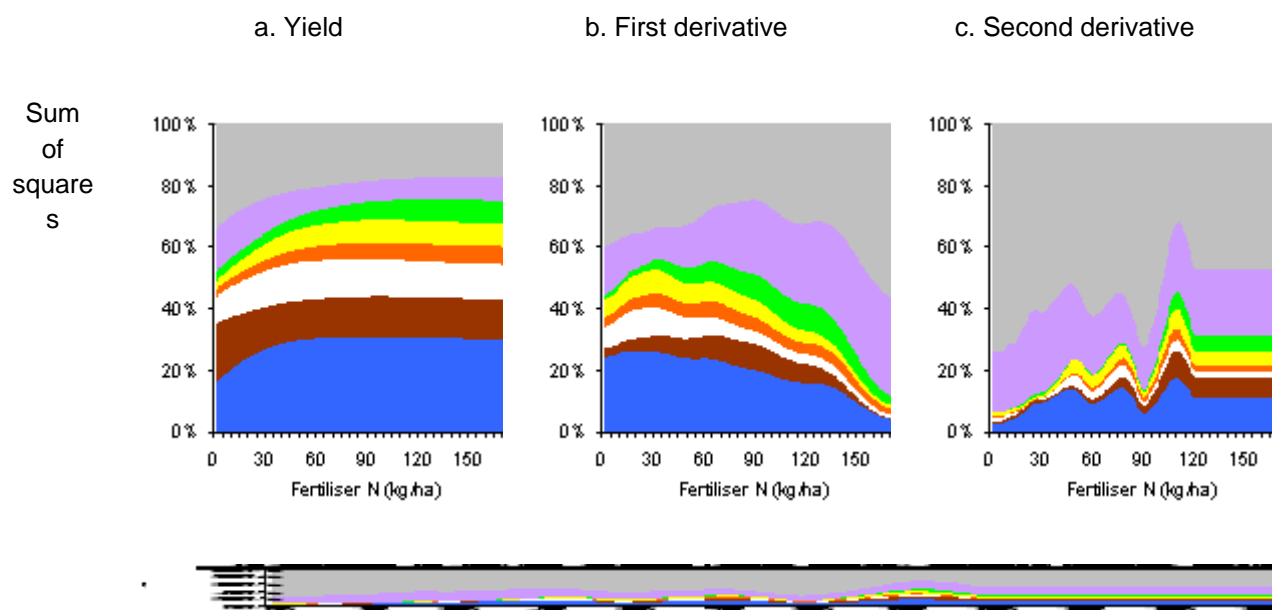 a. Yield
b. First derivative
c. Second derivative
Sum
of
square
s
100%
80%
60%
40%
20%
0%
0 30 60 90 120 150
Fertiliser N (kg/ha)
100%
80%
60%
40%
20%
0%
0 30 60 90 120 150
Fertiliser N (kg/ha)
100%
80%
60%
40%
20%
0%
0 30 60 90 120 150
Fertiliser N (kg/ha)